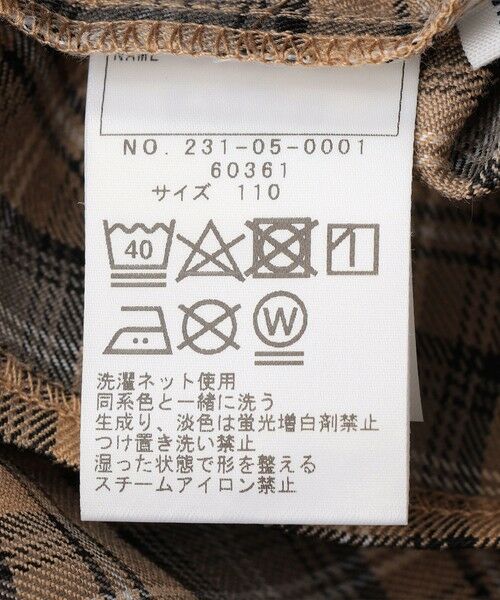 NAME
NO. 231-05-0001
60361
サイズ 110
40
W
洗濯ネット使用
同系色と一緒に洗う
生成り、淡色は蛍光増白剤禁止
つけ置き洗い禁止
湿った状態で形を整える
スチームアイロン禁止